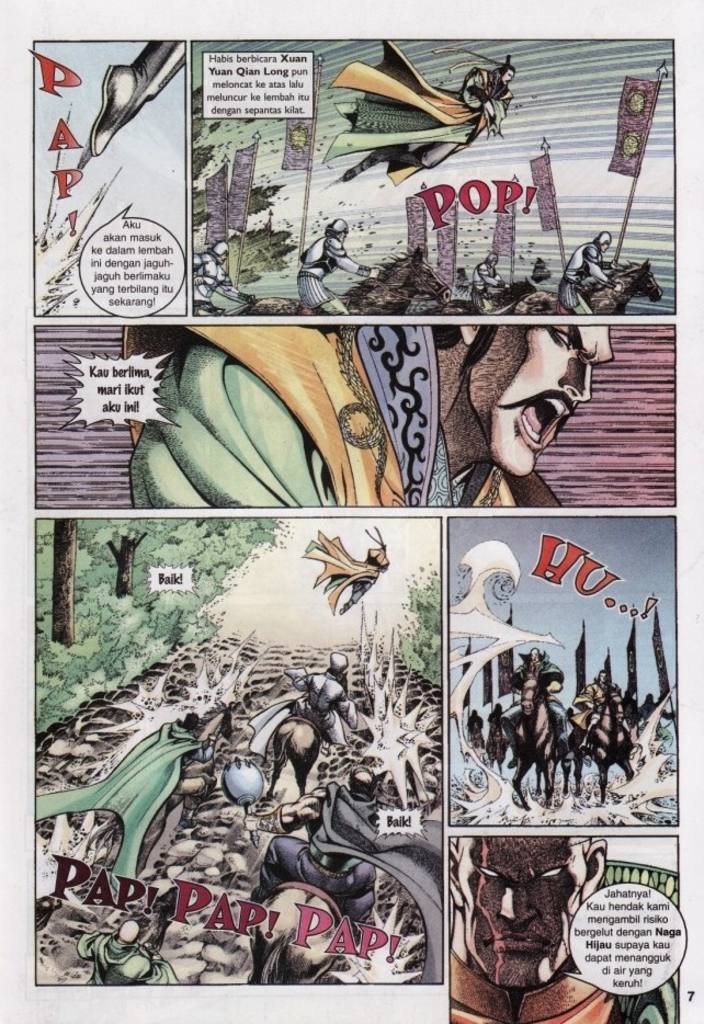 PAP!
Aku
akan masuk
ke dalam lembah
ini dengan jaguh-
jaguh berlimaku
yang terbilang itu
sekarang!
Habis berbicara Xuan
Yuan Qian Long pun
meloncat ke atas lalu
meluncur ke lembah itu
dengan sepantas kilat.
POP!
Kau berlima,
mari ikut
aku ini!
Baik!
Baik!
PAP! PAP! PAP!
HU...!
Jahatnya!
Kau hendak kami
mengambil risiko
bergelut dengan Naga
Hijau supaya kau
dapat menangguk
di air yang
keruh!
7